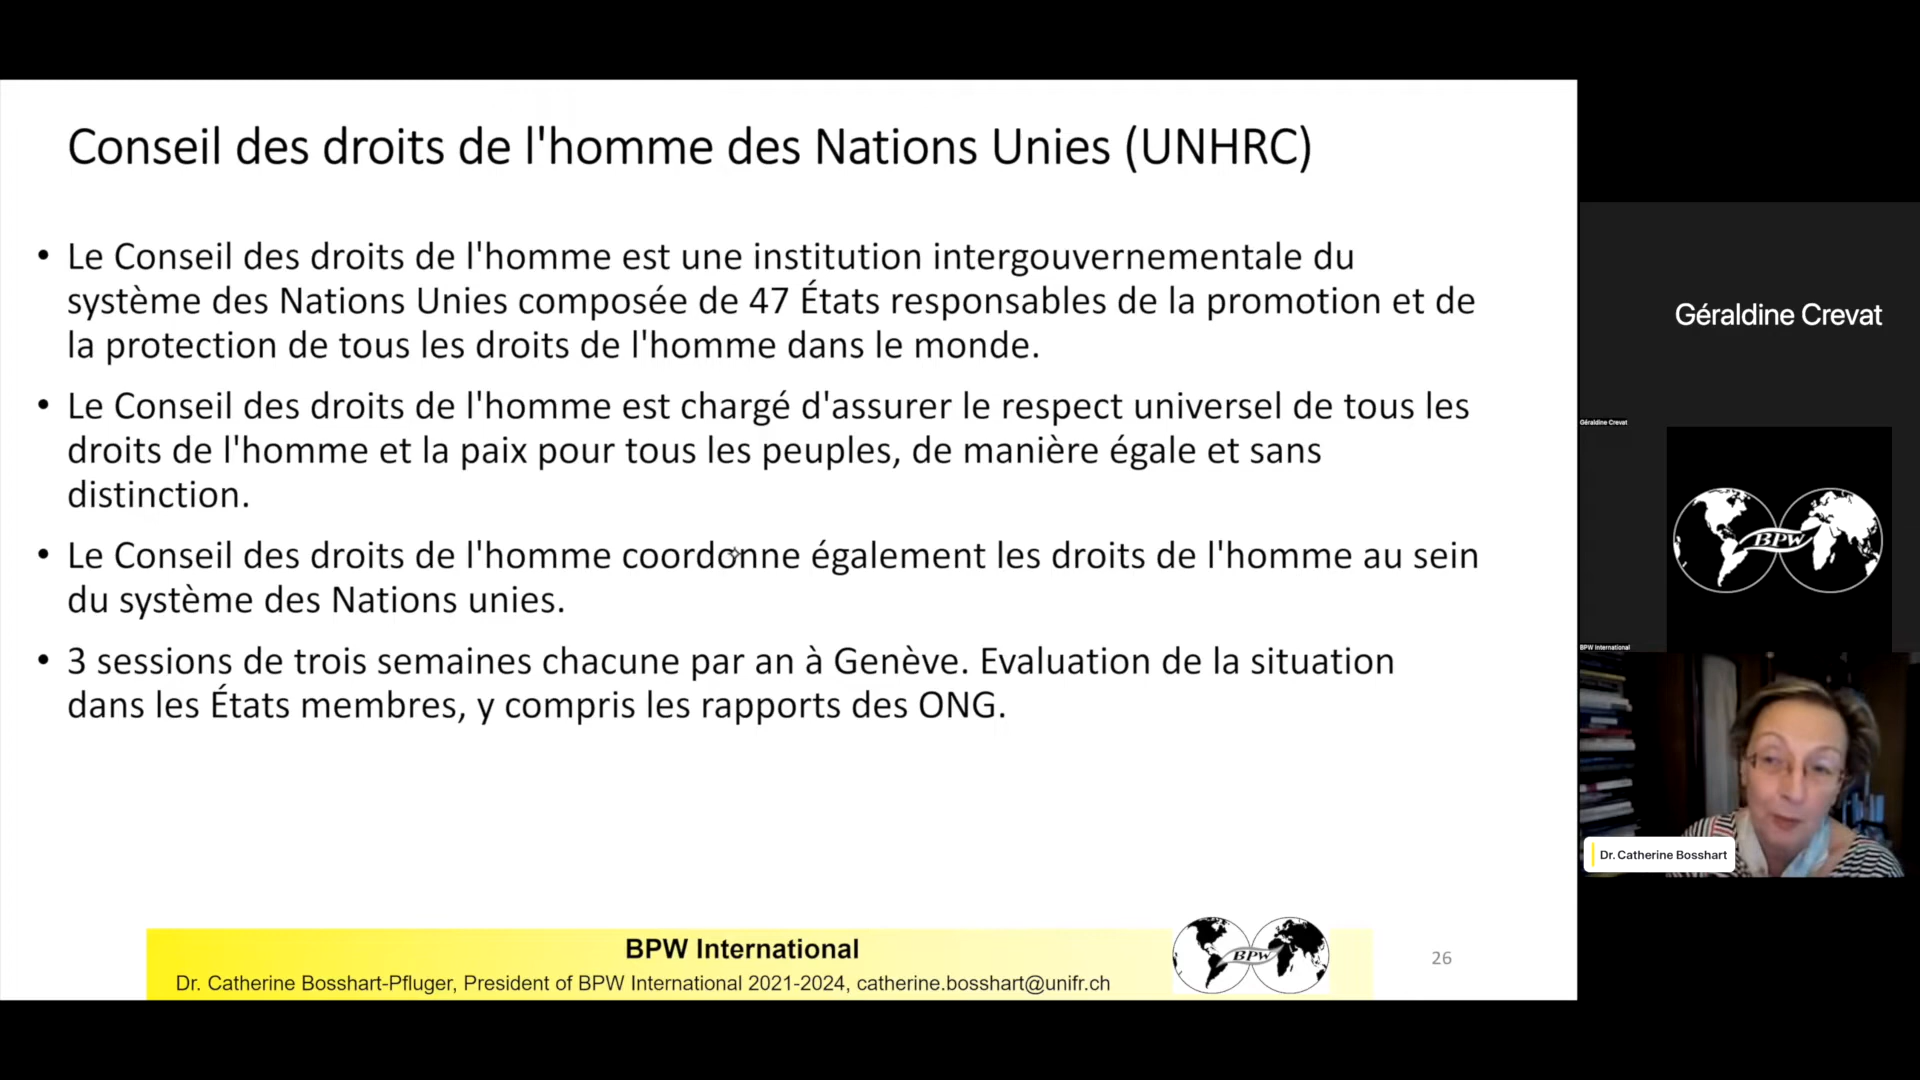 Conseil des droits de l'homme des Nations Unies (UNHRC)
• Le Conseil des droits de l'homme est une institution intergouvernementale du
système des Nations Unies composée de 47 États responsables de la promotion et de
la protection de tous les droits de l'homme dans le monde.
• Le Conseil des droits de l'homme est chargé d'assurer le respect universel de tous les
droits de l'homme et la paix pour tous les peuples, de manière égale et sans
distinction.
• Le Conseil des droits de l'homme coordonne également les droits de l'homme au sein
du système des Nations unies.
• 3 sessions de trois semaines chacune par an à Genève. Evaluation de la situation
dans les États membres, y compris les rapports des ONG.
BPW International
Dr. Catherine Bosshart-Pfluger, President of BPW International 2021-2024, catherine.bosshart@unifr.ch
BPW
26
Géraldine Crevat
Géraldine Crevat
BPW
BPW International
Dr. Catherine Bosshart